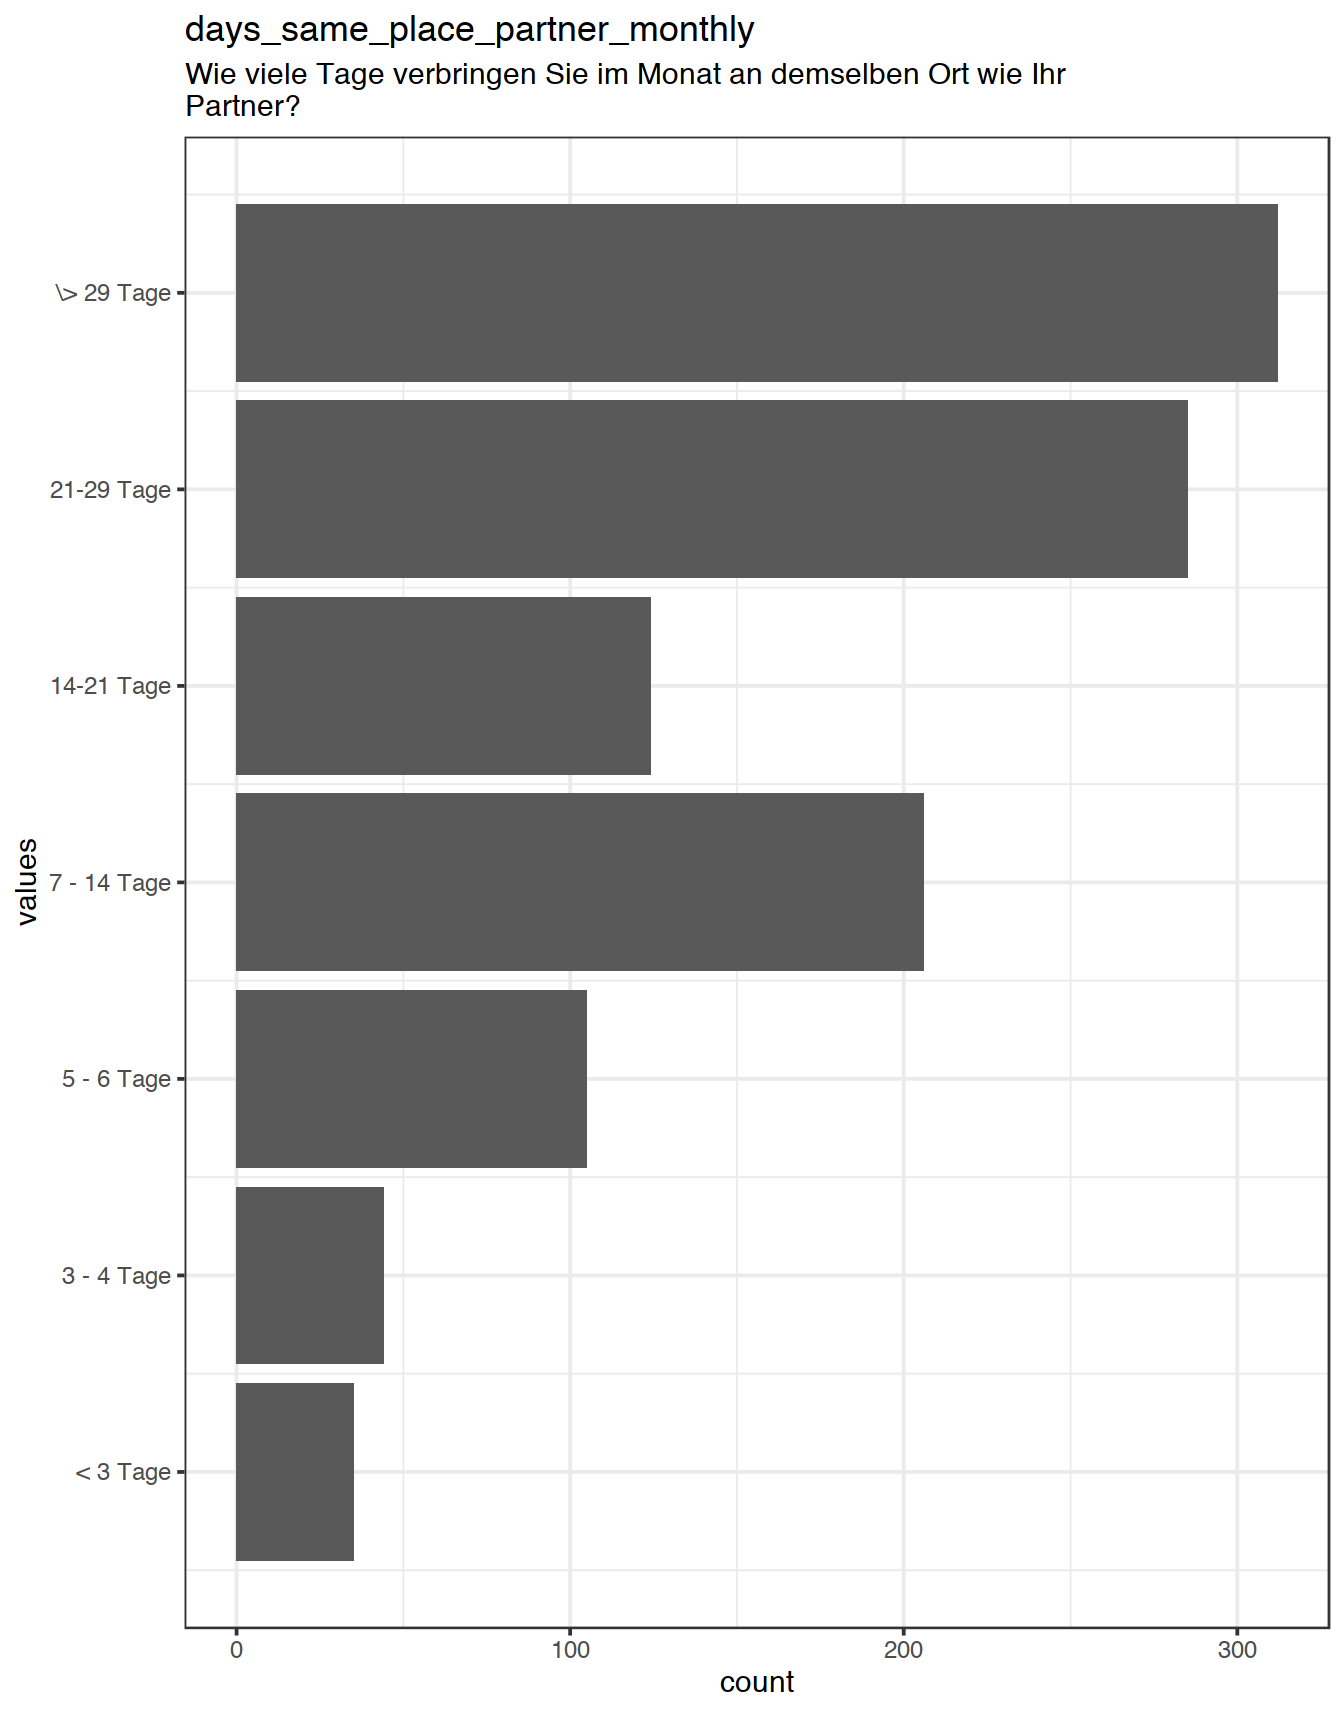 days_same_place_partner_monthly
Wie viele Tage verbringen Sie im Monat an demselben Ort wie Ihr
Partner?
\> 29 Tage
21-29 Tage
14-21 Tage
7 - 14 Tage
5 - 6 Tage
3 - 4 Tage
< 3 Tage
values
0 100 200 300
count